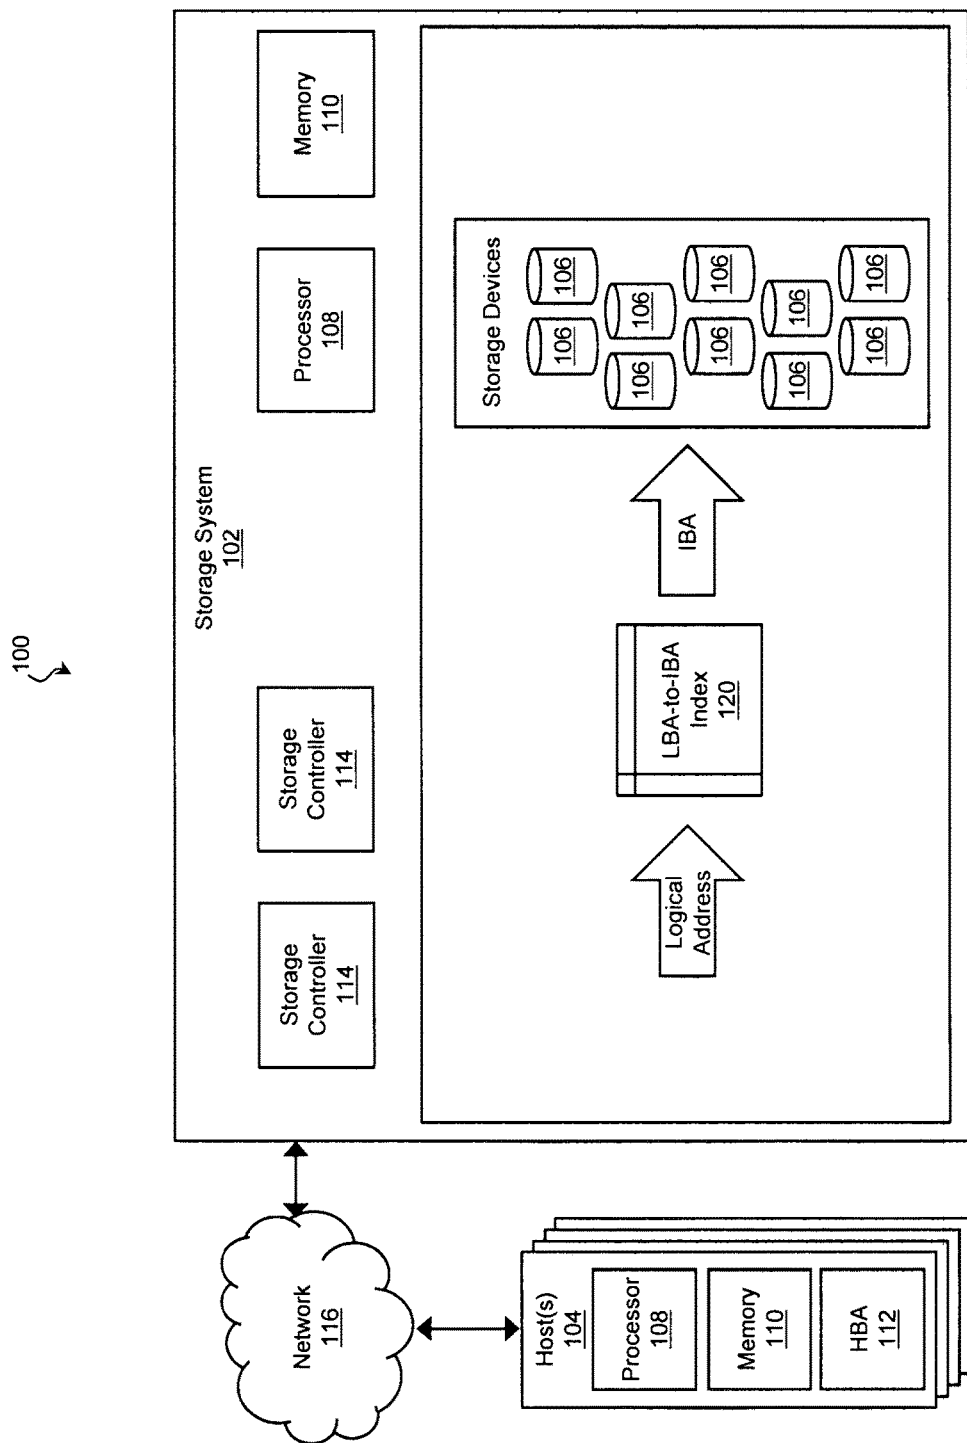 100
Storage System
102
Storage
Controller
114
Storage
Controller
114
Processor
108
Memory
110
Network
116
Host(s)
104
Processor
108
Memory
110
HBA
112
Logical
Address
LBA-to-IBA
Index
120
IBA
Storage Devices
106
106
106
106
106
106
106
106
106
106